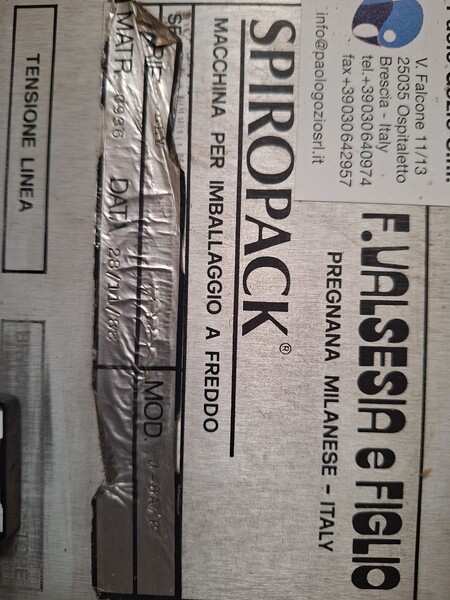 V. Falcone 11/13
25035 Ospitaletto
Brescia - Italy
tel.+39030640974
fax+39030642957
info@paologoziosrl.it
F. VALSESIA e FIGLIO
PREGNANA MILANESE - ITALY
SPIROPACK®
MACCHINA PER IMBALLAGGIO A FREDDO
MOD.
MATR. 0996 DATA
TENSIONE LINEA